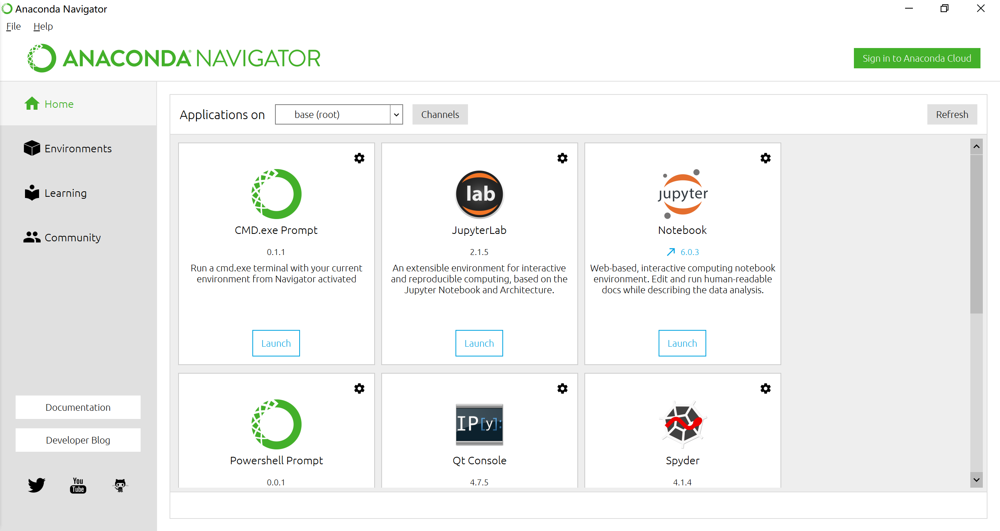 Anaconda Navigator
File Help
ANACONDA® NAVIGATOR
Sign in to Anaconda Cloud
Home
Environments
Learning
Community
Documentation
Developer Blog
You
Tube
Applications on base (root) Channels Refresh
CMD.exe Prompt
0.1.1
Run a cmd.exe terminal with your current
environment from Navigator activated
Launch
lab
JupyterLab
2.1.5
An extensible environment for interactive
and reproducible computing, based on the
Jupyter Notebook and Architecture.
Launch
jupyter
Notebook
6.0.3
Web-based, interactive computing notebook
environment. Edit and run human-readable
docs while describing the data analysis.
Launch
Powershell Prompt
0.0.1
IP[y]:
Qt Console
4.7.5
Spyder
4.1.4